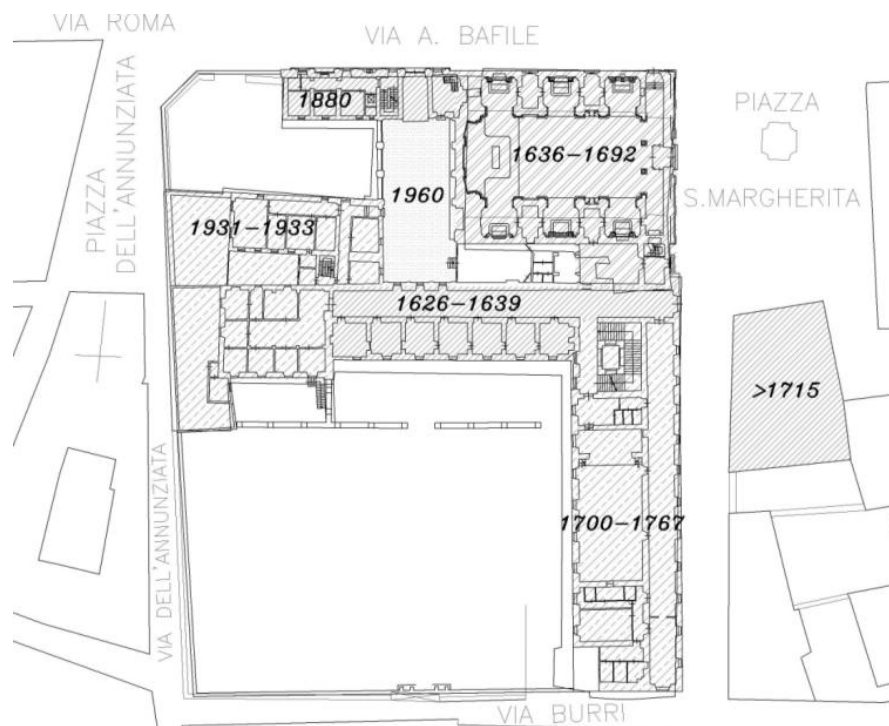 VIA ROMA
VIA A. BAFILE
PIAZZA
DELL'ANNUNZIATA
1880
1636-1692
PIAZZA
S.MARGHERITA
1960
1931-1933
1626-1639
>1715
1700-1767
VIA DELL'ANNUNZIATA
VIA BURRI